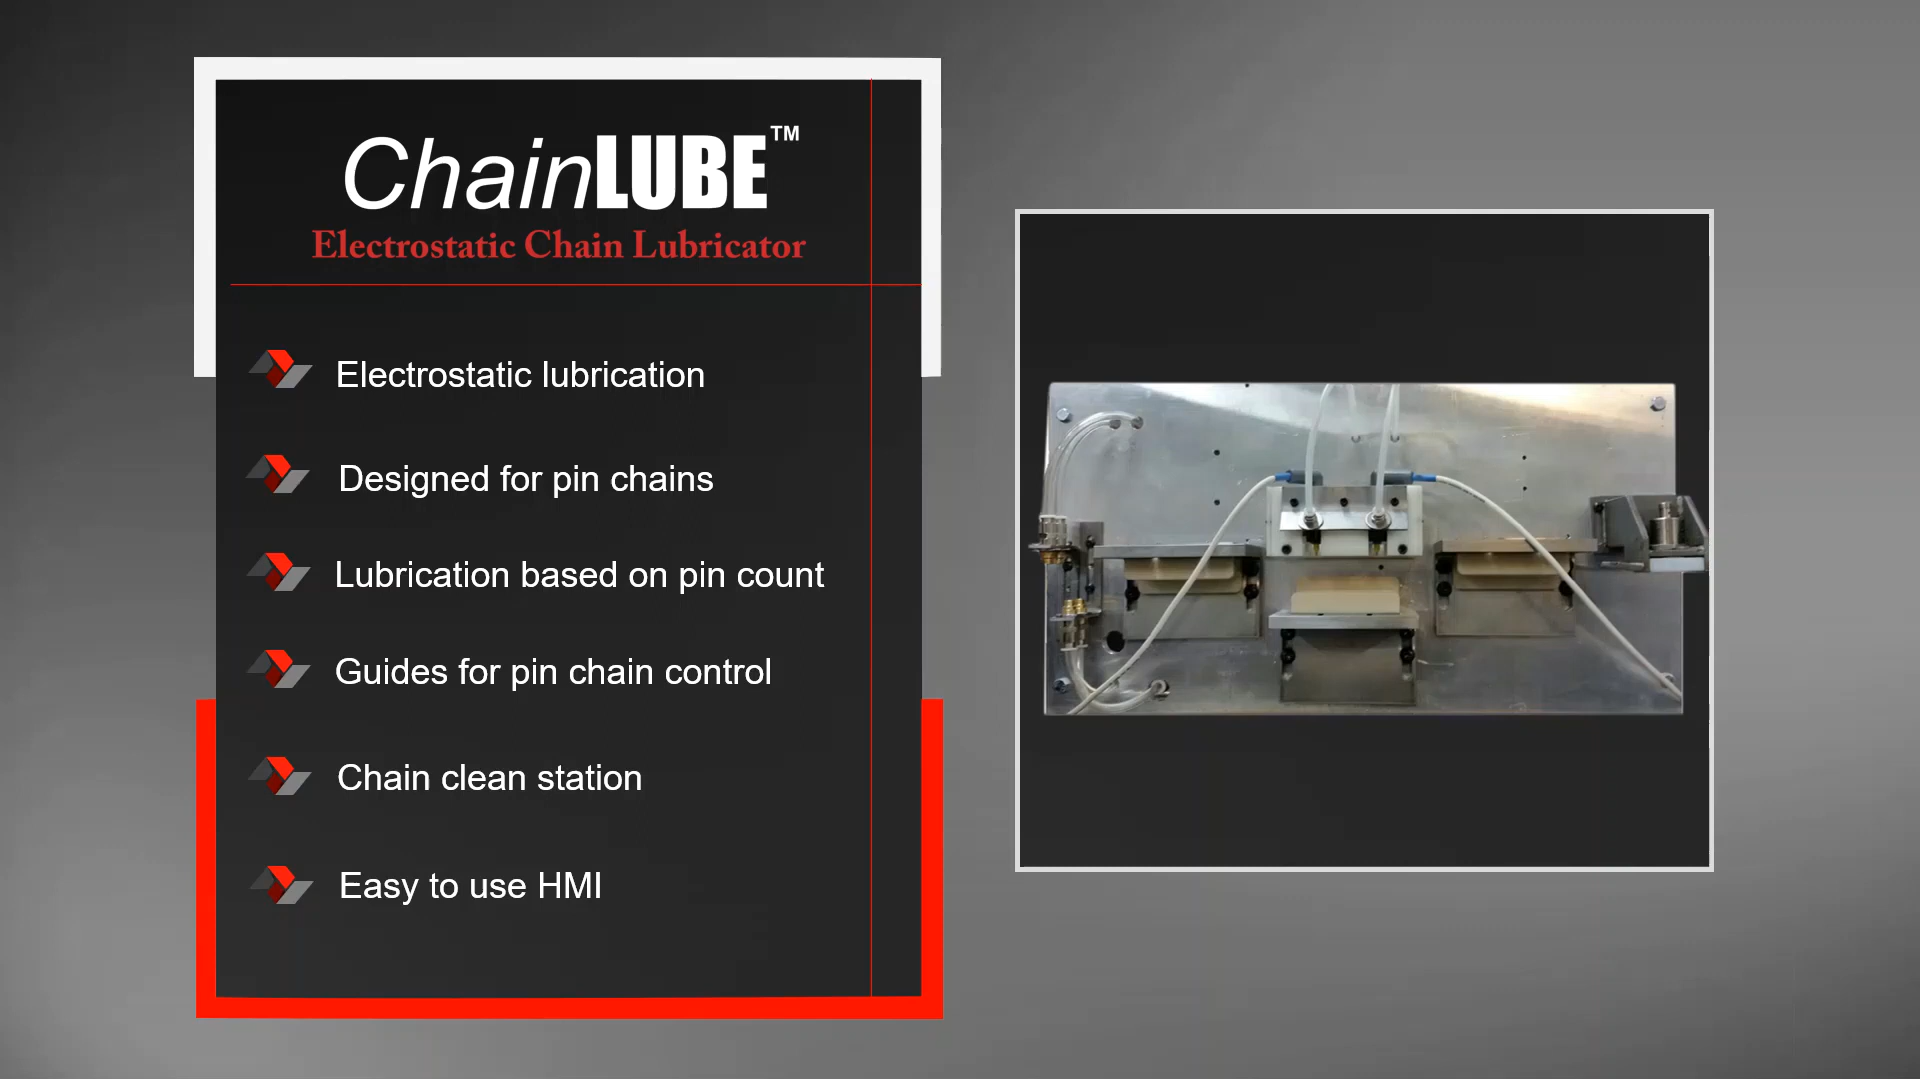 ChainLUBE™
Electrostatic Chain Lubricator
Electrostatic lubrication
Designed for pin chains
Lubrication based on pin count
Guides for pin chain control
Chain clean station
Easy to use HMI